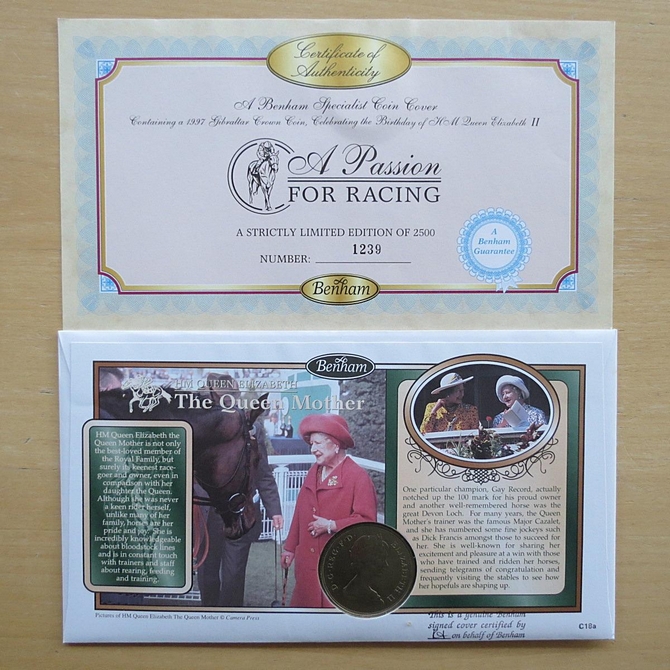 Certificate of
Authenticity
A Benham Specialist Coin Cover
Containing a 1997 Gibraltar Crown Coin, Celebrating the Birthday of HM Queen Elizabeth II
A Passion
FOR RACING
A STRICTLY LIMITED EDITION OF 2500
NUMBER: 1239
A
Benham
Guarantee
Benham
Benham
HM QUEEN ELIZABETH
The Queen Mother
HM Queen Elizabeth the
Queen Mother is not only
the best-loved member of
the Royal Family, but
surely its keenest race-
goer and owner, even in
comparison with her
daughter the Queen.
Although she was never
a keen rider herself,
unlike many of her
family, horses are her
pride and joy. She is
incredibly knowledgeable
about bloodstock lines
and is in constant touch
with trainers and staff
about rearing, feeding
and training.
One particular champion, Gay Record, actually
notched up the 100 mark for his proud owner
and another well-remembered horse was the
great Devon Loch. For many years, the Queen
Mother's trainer was the famous Major Cazalet,
and she has numbered some fine jockeys such
as Dick Francis amongst those to succeed for
her. She is well-known for sharing her
excitement and pleasure at a win with those
who have trained and ridden her horses,
sending telegrams of congratulation and
frequently visiting the stables to see how
her hopefuls are shaping up.
D·G·REG·F·D· ELIZABETH II
Pictures of HM Queen Elizabeth The Queen Mother © Camera Press
This is a genuine Benham
signed cover certified by
on behalf of Benham
C18a